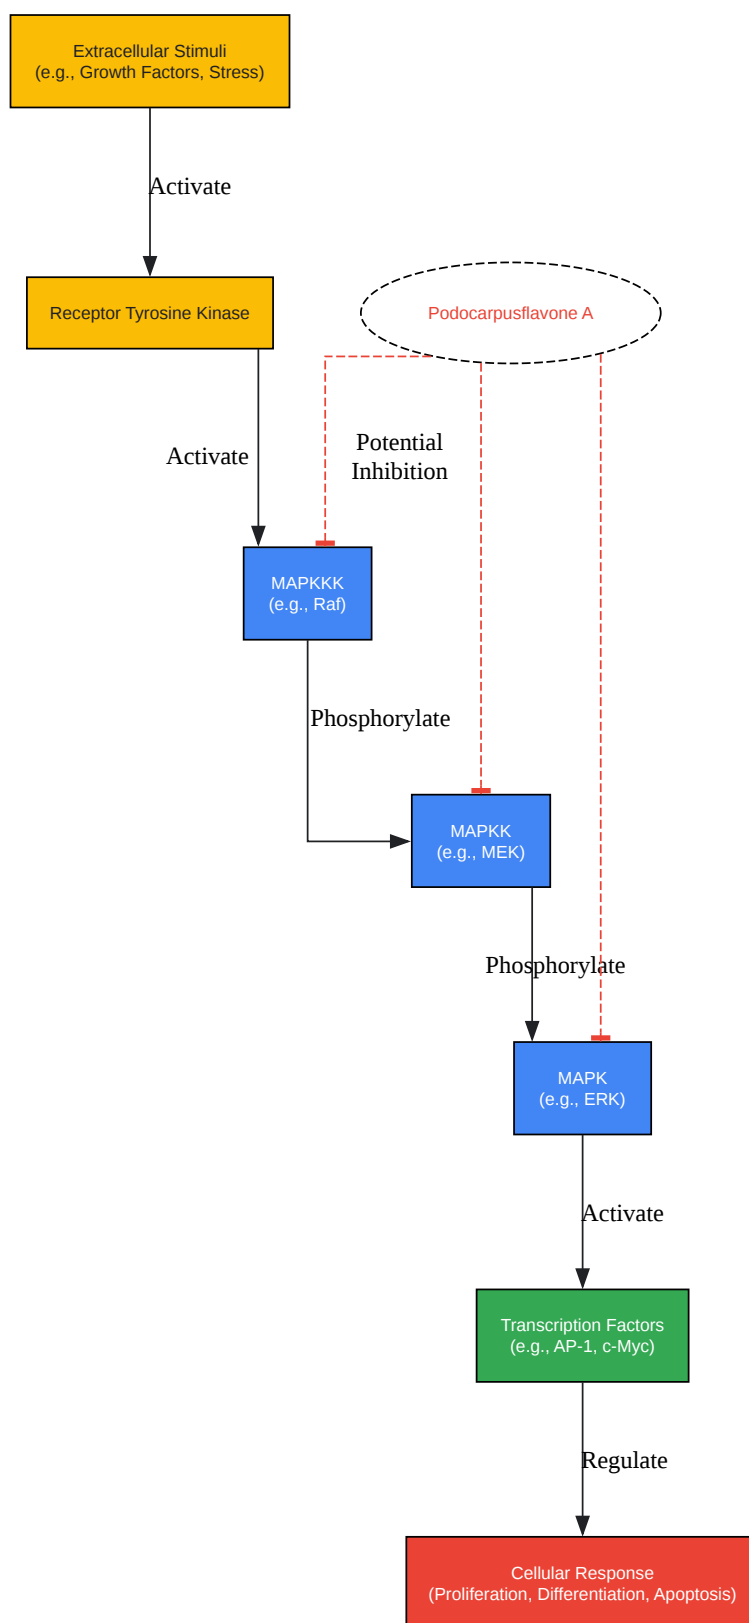 Extracellular Stimuli
(e.g., Growth Factors, Stress)
Activate
Receptor Tyrosine Kinase
Podocarpusflavone A
Activate
Potential
Inhibition
MAPKKK
(e.g., Raf)
Phosphorylate
MAPKK
(e.g., MEK)
Phosphorylate
MAPK
(e.g., ERK)
Activate
Transcription Factors
(e.g., AP-1, c-Myc)
Regulate
Cellular Response
(Proliferation, Differentiation, Apoptosis)